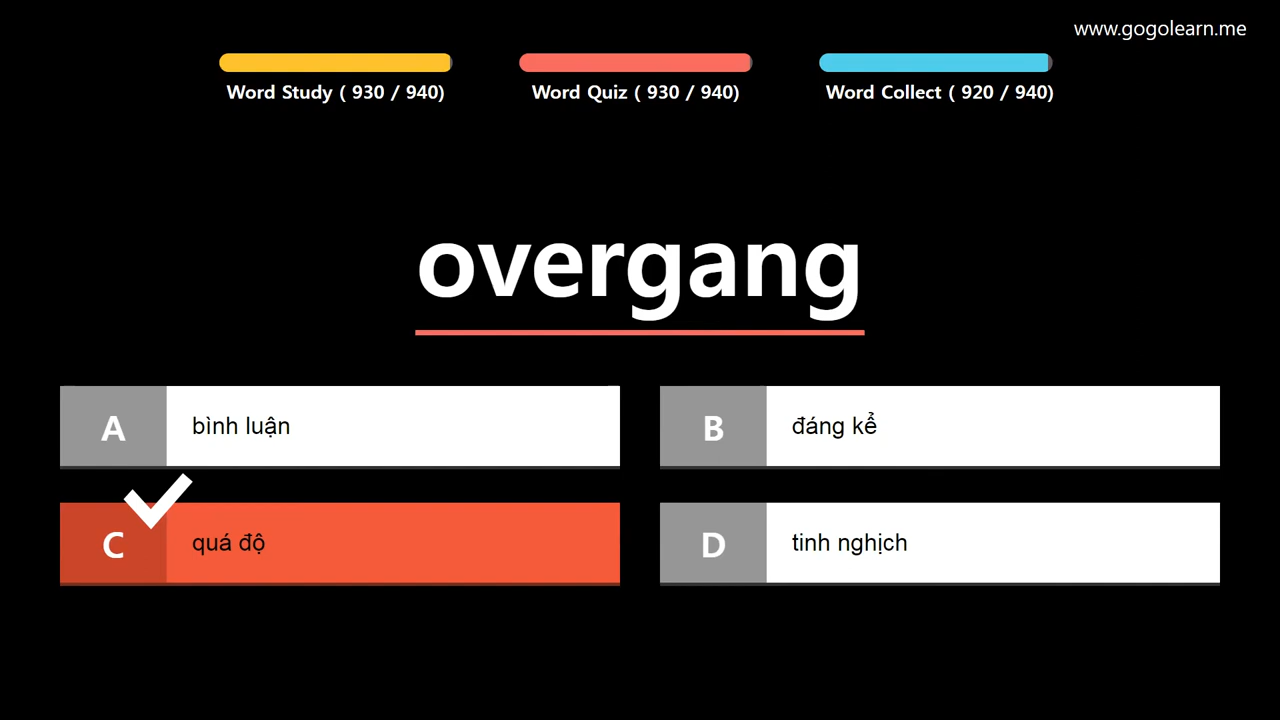 www.gogolearn.me
Word Study ( 930 / 940)
Word Quiz ( 930 / 940)
Word Collect ( 920 / 940)
overgang
A bình luận
B đáng kể
C quá độ
D tinh nghịch